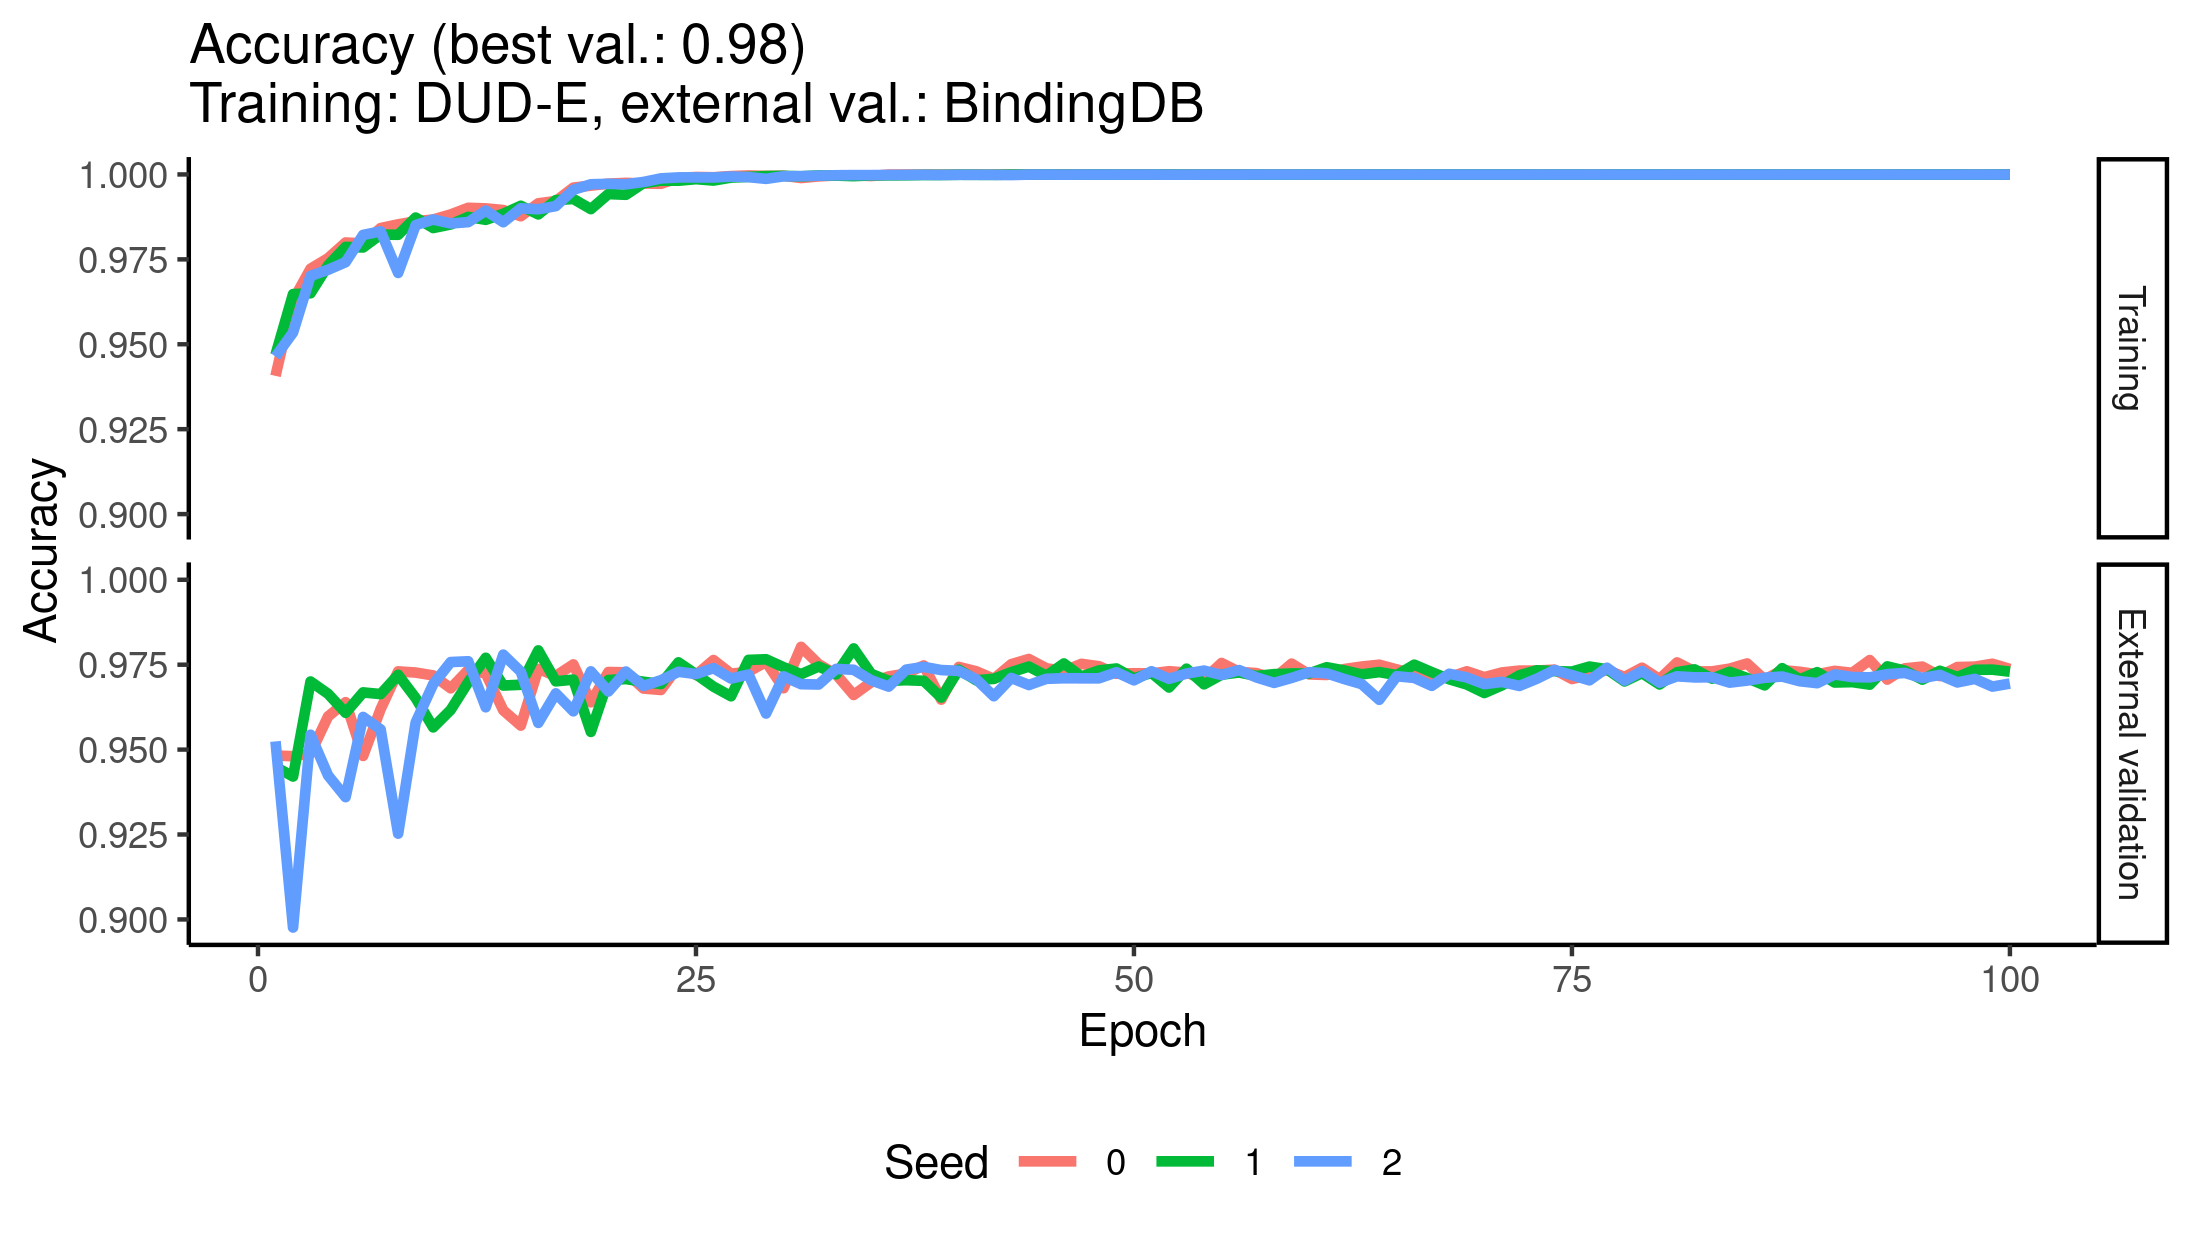 Accuracy (best val.: 0.98)
Training: DUD-E, external val.: BindingDB
Accuracy
1.000
0.975
0.950
0.925
0.900
Training
1.000
0.975
0.950
0.925
0.900
External validation
0 25 50 75 100
Epoch
Seed 0 1 2